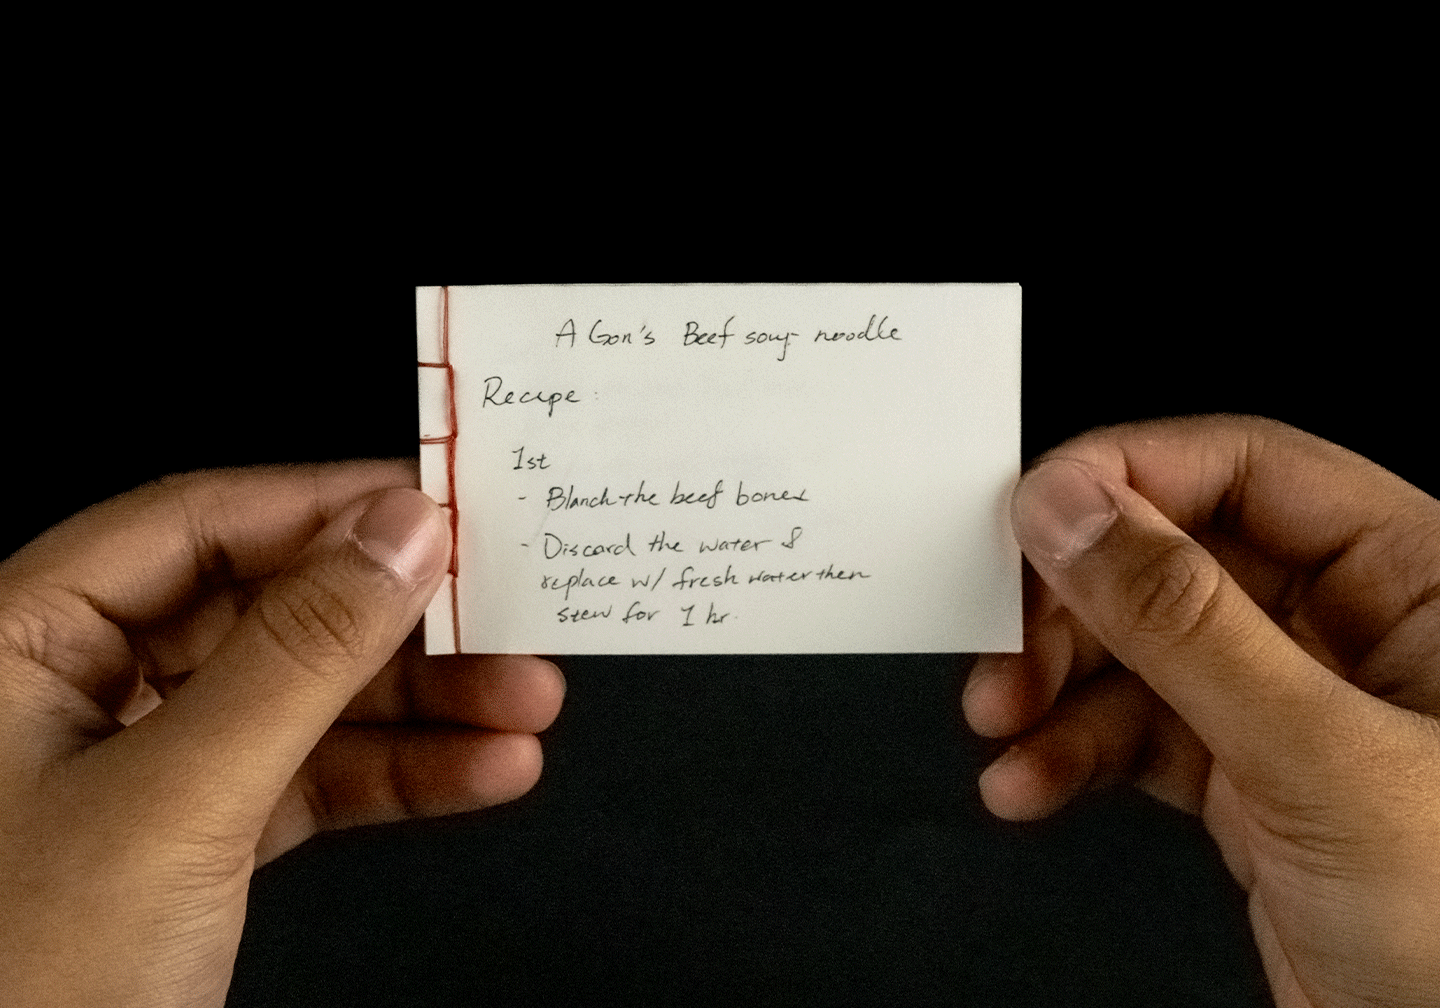 A Gon's Beef soup noodle
Recipe:
1st
- Blanch the beef bones
- Discard the water &
replace w/ fresh water then
stew for 1 hr.